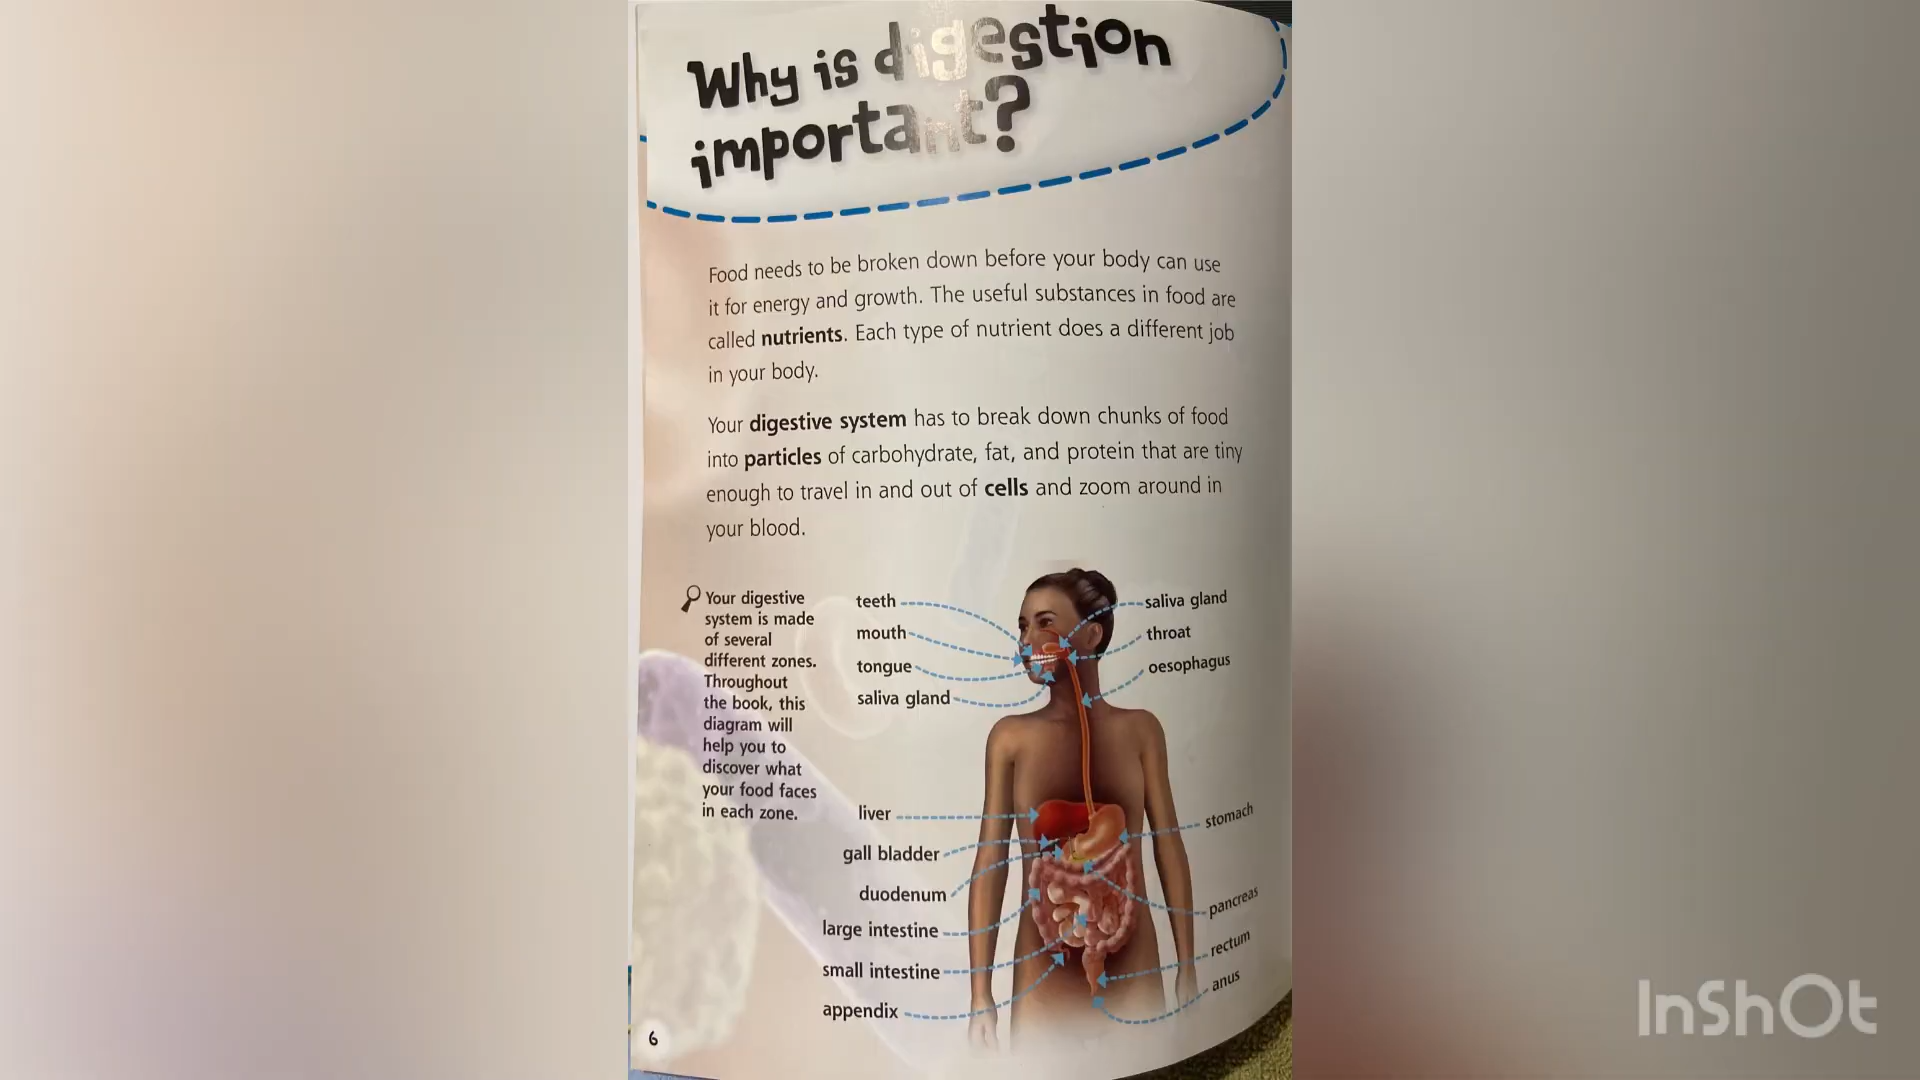 Why is digestion
important?
Food needs to be broken down before your body can use
it for energy and growth. The useful substances in food are
called nutrients. Each type of nutrient does a different job
in your body.
Your digestive system has to break down chunks of food
into particles of carbohydrate, fat, and protein that are tiny
enough to travel in and out of cells and zoom around in
your blood.
Your digestive
system is made
of several
different zones.
Throughout
the book, this
diagram will
help you to
discover what
your food faces
in each zone.
teeth
mouth
tongue
saliva gland
saliva gland
throat
oesophagus
liver
gall bladder
duodenum
large intestine
small intestine
appendix
stomach
pancreas
rectum
anus
6
InShOt